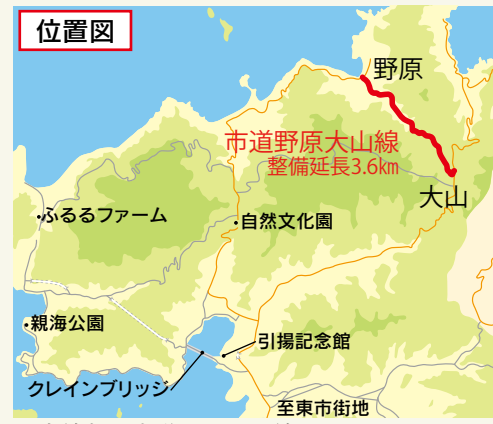 位置図
野原
市道野原大山線
整備延長3.6km
大山
・ふるるファーム
・自然文化園
・親海公園
・引揚記念館
クレインブリッジ
至東市街地